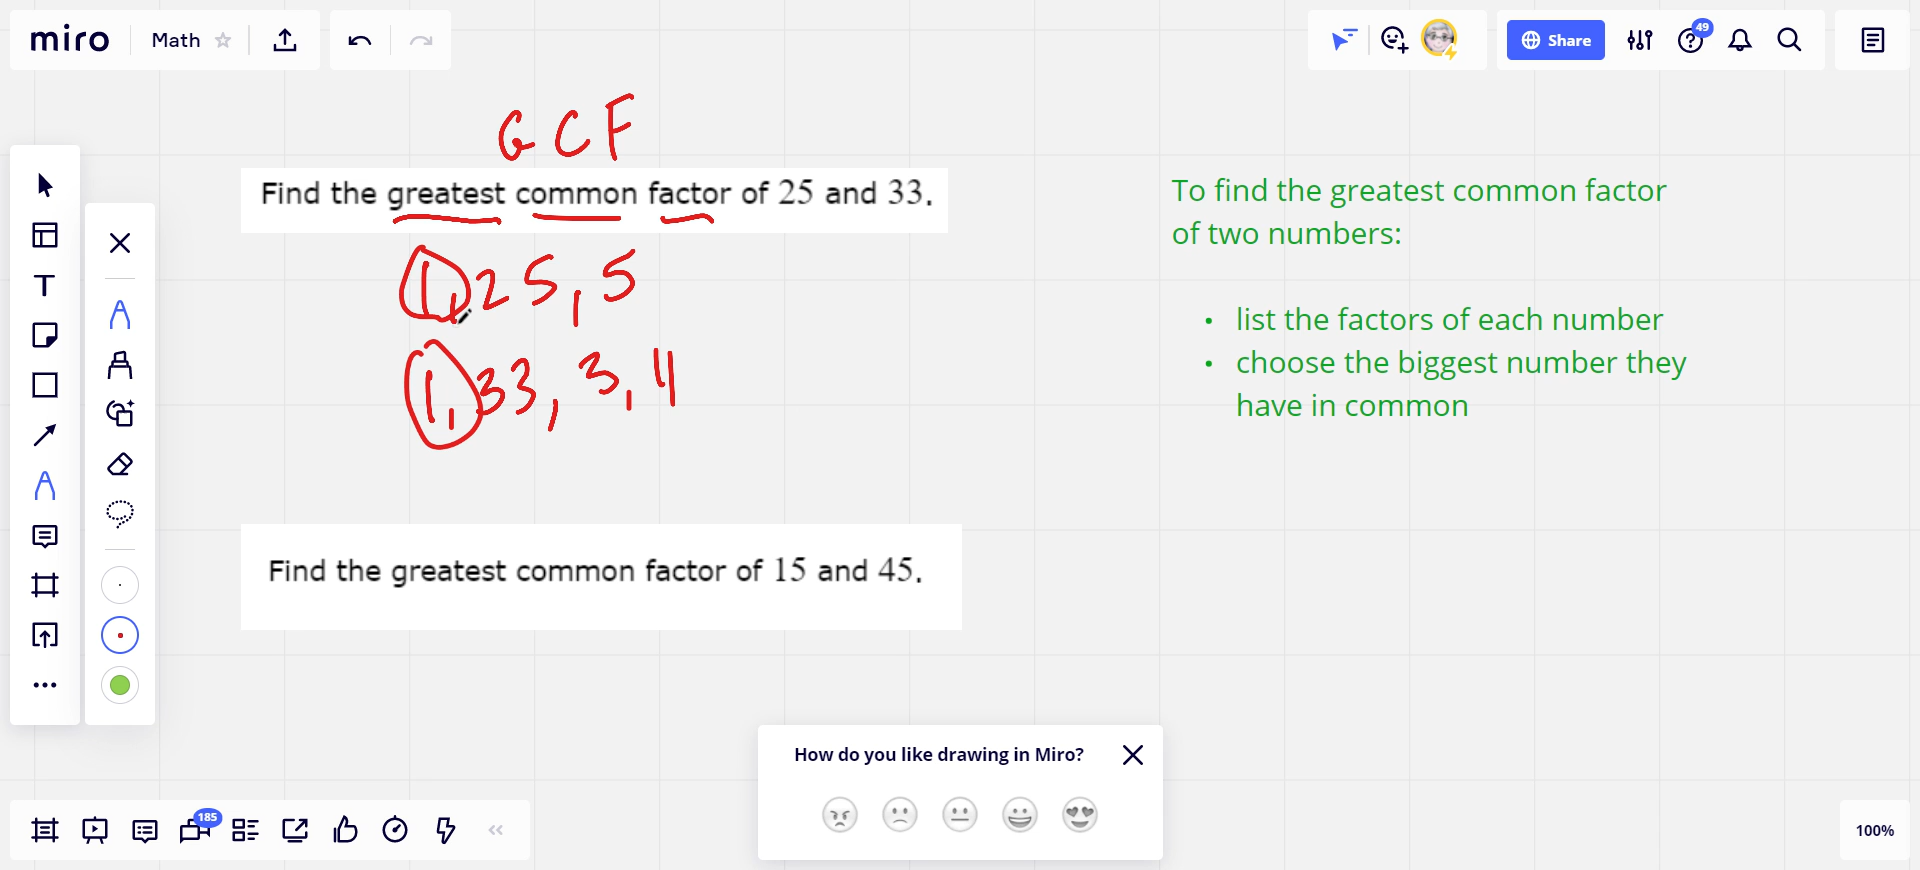 miro
Math
Share
49
G C F
Find the greatest common factor of 25 and 33.
1, 25, 5
1, 33, 3, 11
To find the greatest common factor
of two numbers:
• list the factors of each number
• choose the biggest number they
have in common
Find the greatest common factor of 15 and 45.
How do you like drawing in Miro?
185
100%